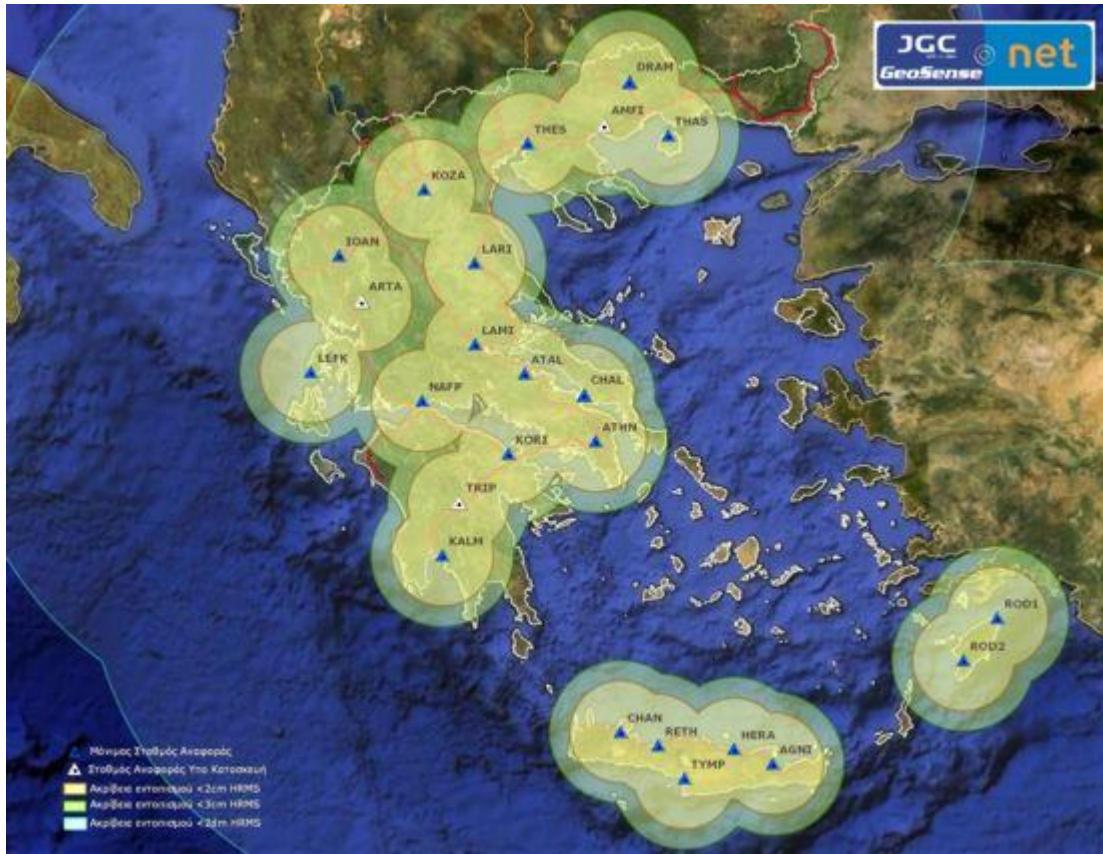 JGC
GeoSense
net
DRAM
AMFI
THES
THAS
KOZA
IOAN
LARI
ARTA
LAMI
LEFK
ATAL
NAFP
CHAL
ATHN
KORI
TRIP
KALM
ROD1
ROD2
CHAN
RETH
HERA
AGNI
TYMP
Μόνιμος Σταθμός Αναφοράς
Σταθμός Αναφοράς Υπο Κατασκευή
Ακρίβεια εντοπισμού <2cm HRMS
Ακρίβεια εντοπισμού <3cm HRMS
Ακρίβεια εντοπισμού <2dm HRMS